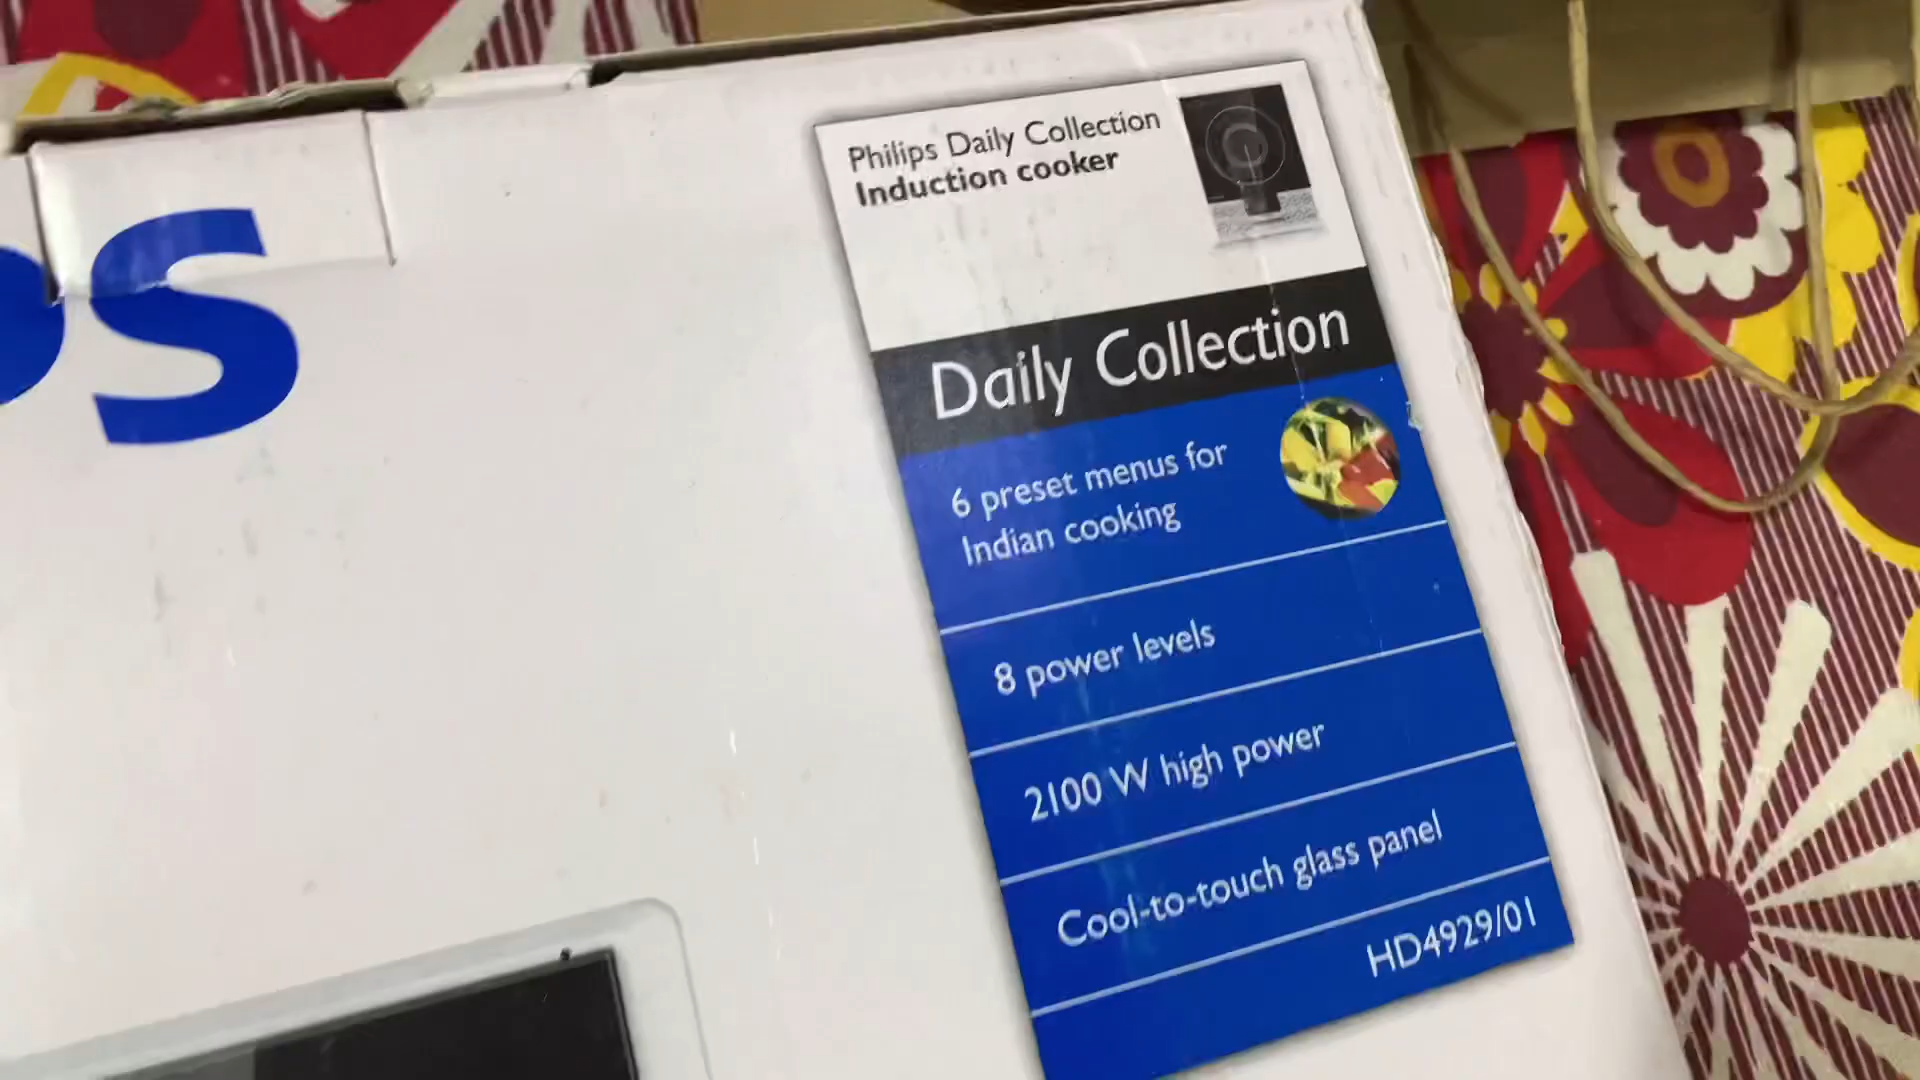 PS
Philips Daily Collection
Induction cooker
Daily Collection
6 preset menus for
Indian cooking
8 power levels
2100 W high power
Cool-to-touch glass panel
HD4929/01